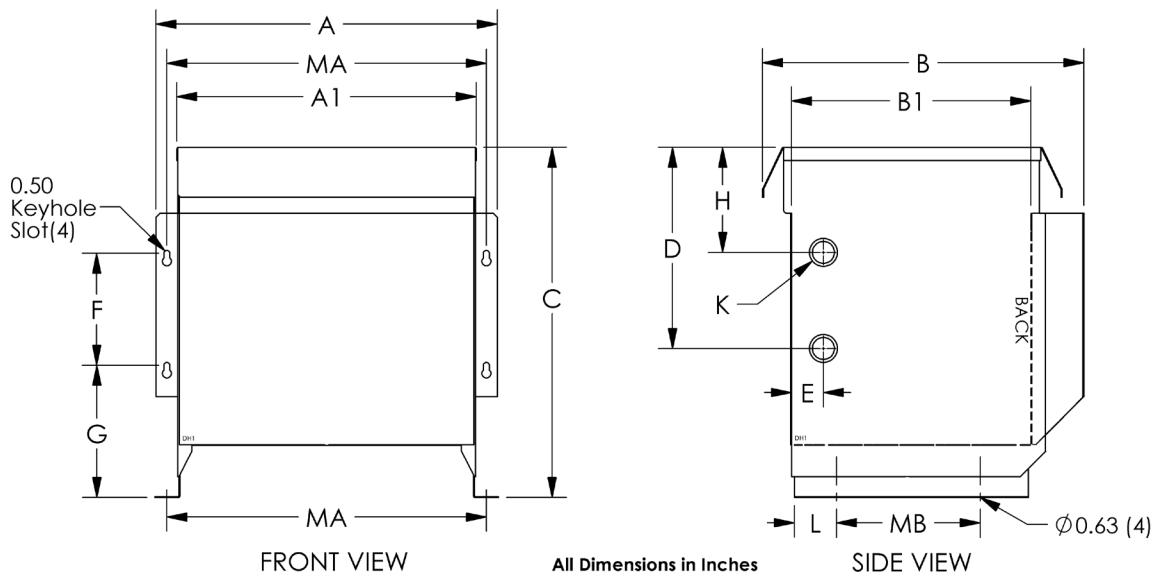 A
MA
A1
0.50
Keyhole
Slot(4)
F
G
C
DH1
MA
FRONT VIEW
B
B1
H
D
K
E
BACK
DH1
L
MB
Ø0.63 (4)
SIDE VIEW
All Dimensions in Inches